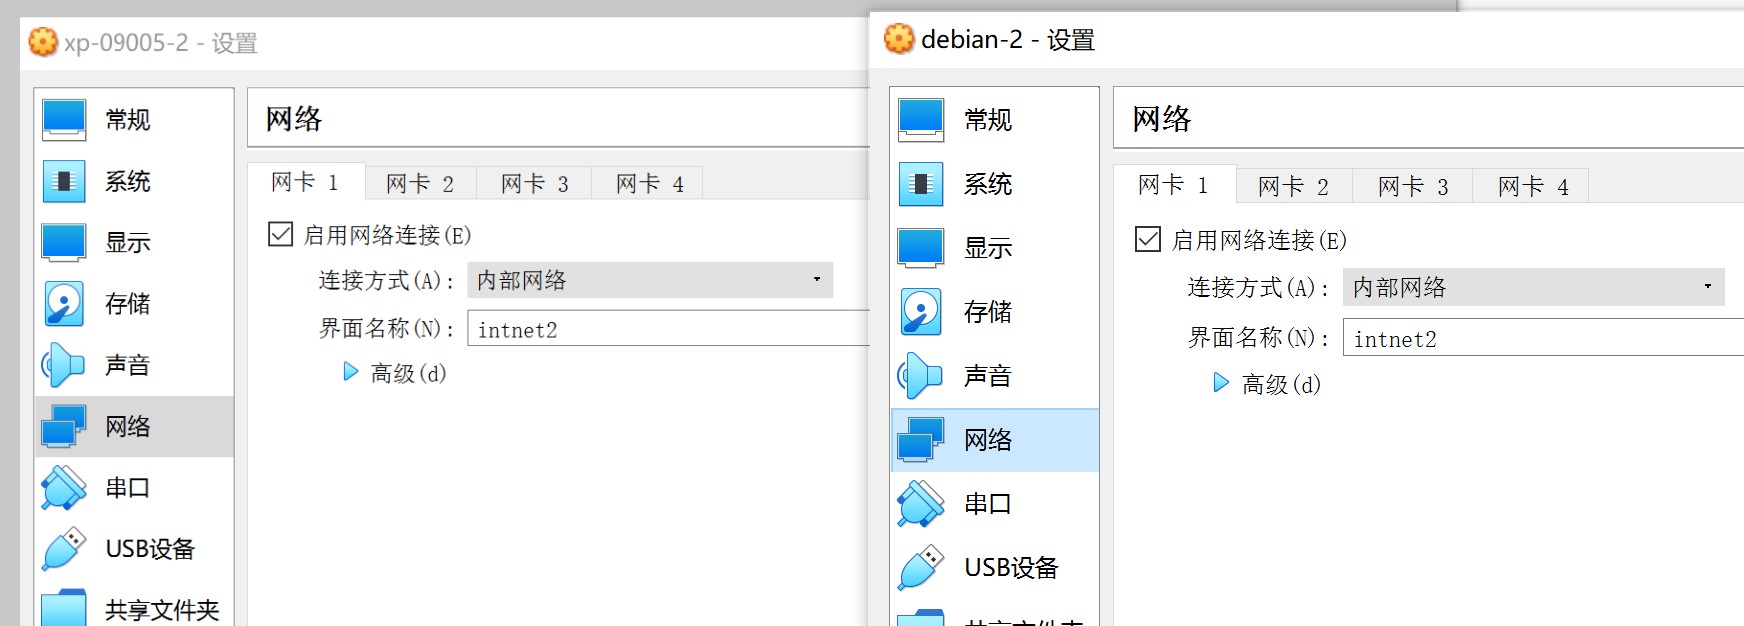 xp-09005-2 - 设置
常规
系统
显示
存储
声音
网络
串口
USB设备
共享文件夹
网络
网卡 1
网卡 2
网卡 3
网卡 4
启用网络连接(E)
连接方式(A): 内部网络
界面名称(N): intnet2
高级(d)
debian-2 - 设置
常规
系统
显示
存储
声音
网络
串口
USB设备
共享文件夹
网络
网卡 1
网卡 2
网卡 3
网卡 4
启用网络连接(E)
连接方式(A): 内部网络
界面名称(N): intnet2
高级(d)